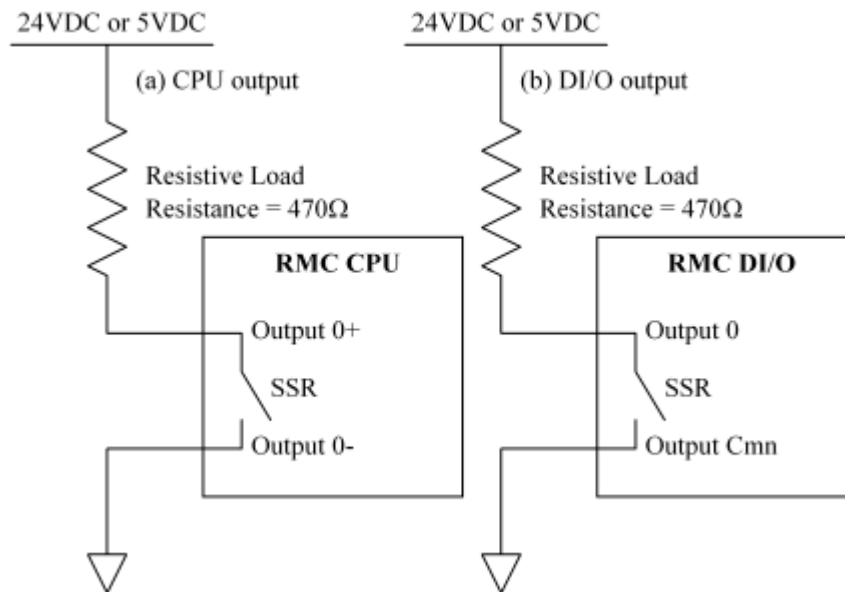 24VDC or 5VDC
(a) CPU output
Resistive Load
Resistance = 470Ω
RMC CPU
Output 0+
SSR
Output 0-
24VDC or 5VDC
(b) DI/O output
Resistive Load
Resistance = 470Ω
RMC DI/O
Output 0
SSR
Output Cmn